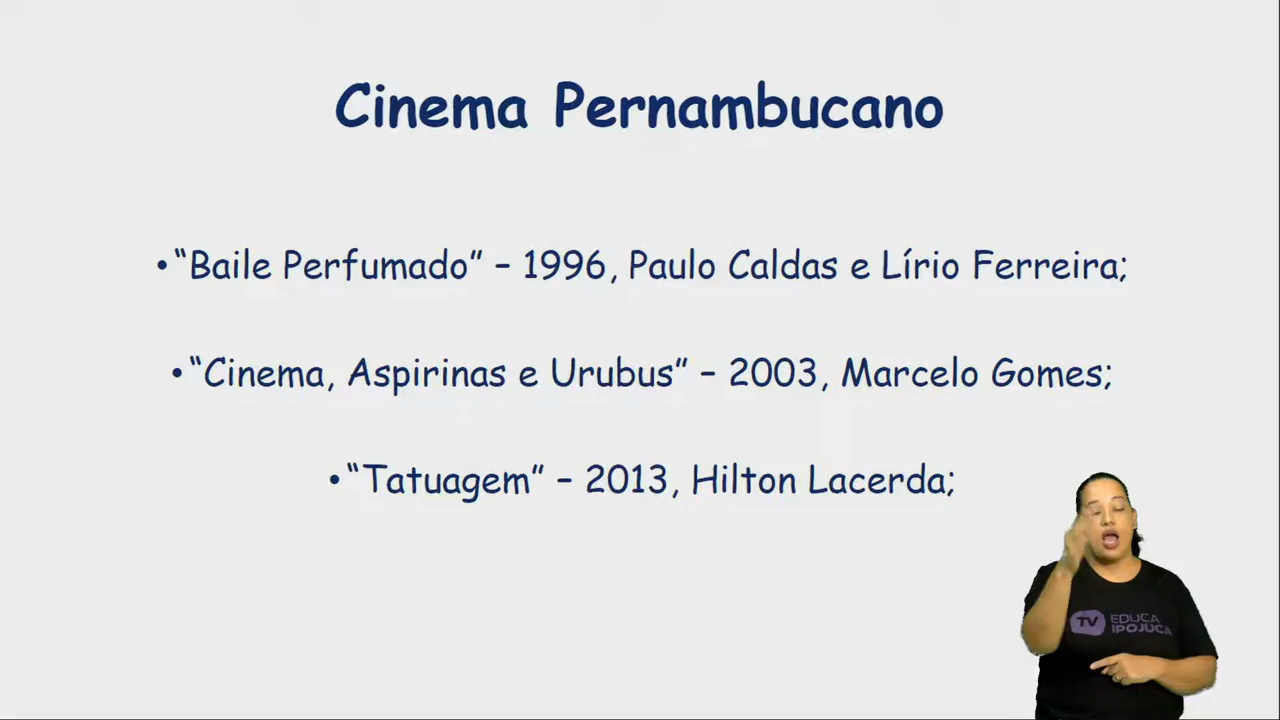 Cinema Pernambucano
•“Baile Perfumado” – 1996, Paulo Caldas e Lírio Ferreira;
•“Cinema, Aspirinas e Urubus” – 2003, Marcelo Gomes;
•“Tatuagem” – 2013, Hilton Lacerda;
TV EDUCA
IPOJUCA